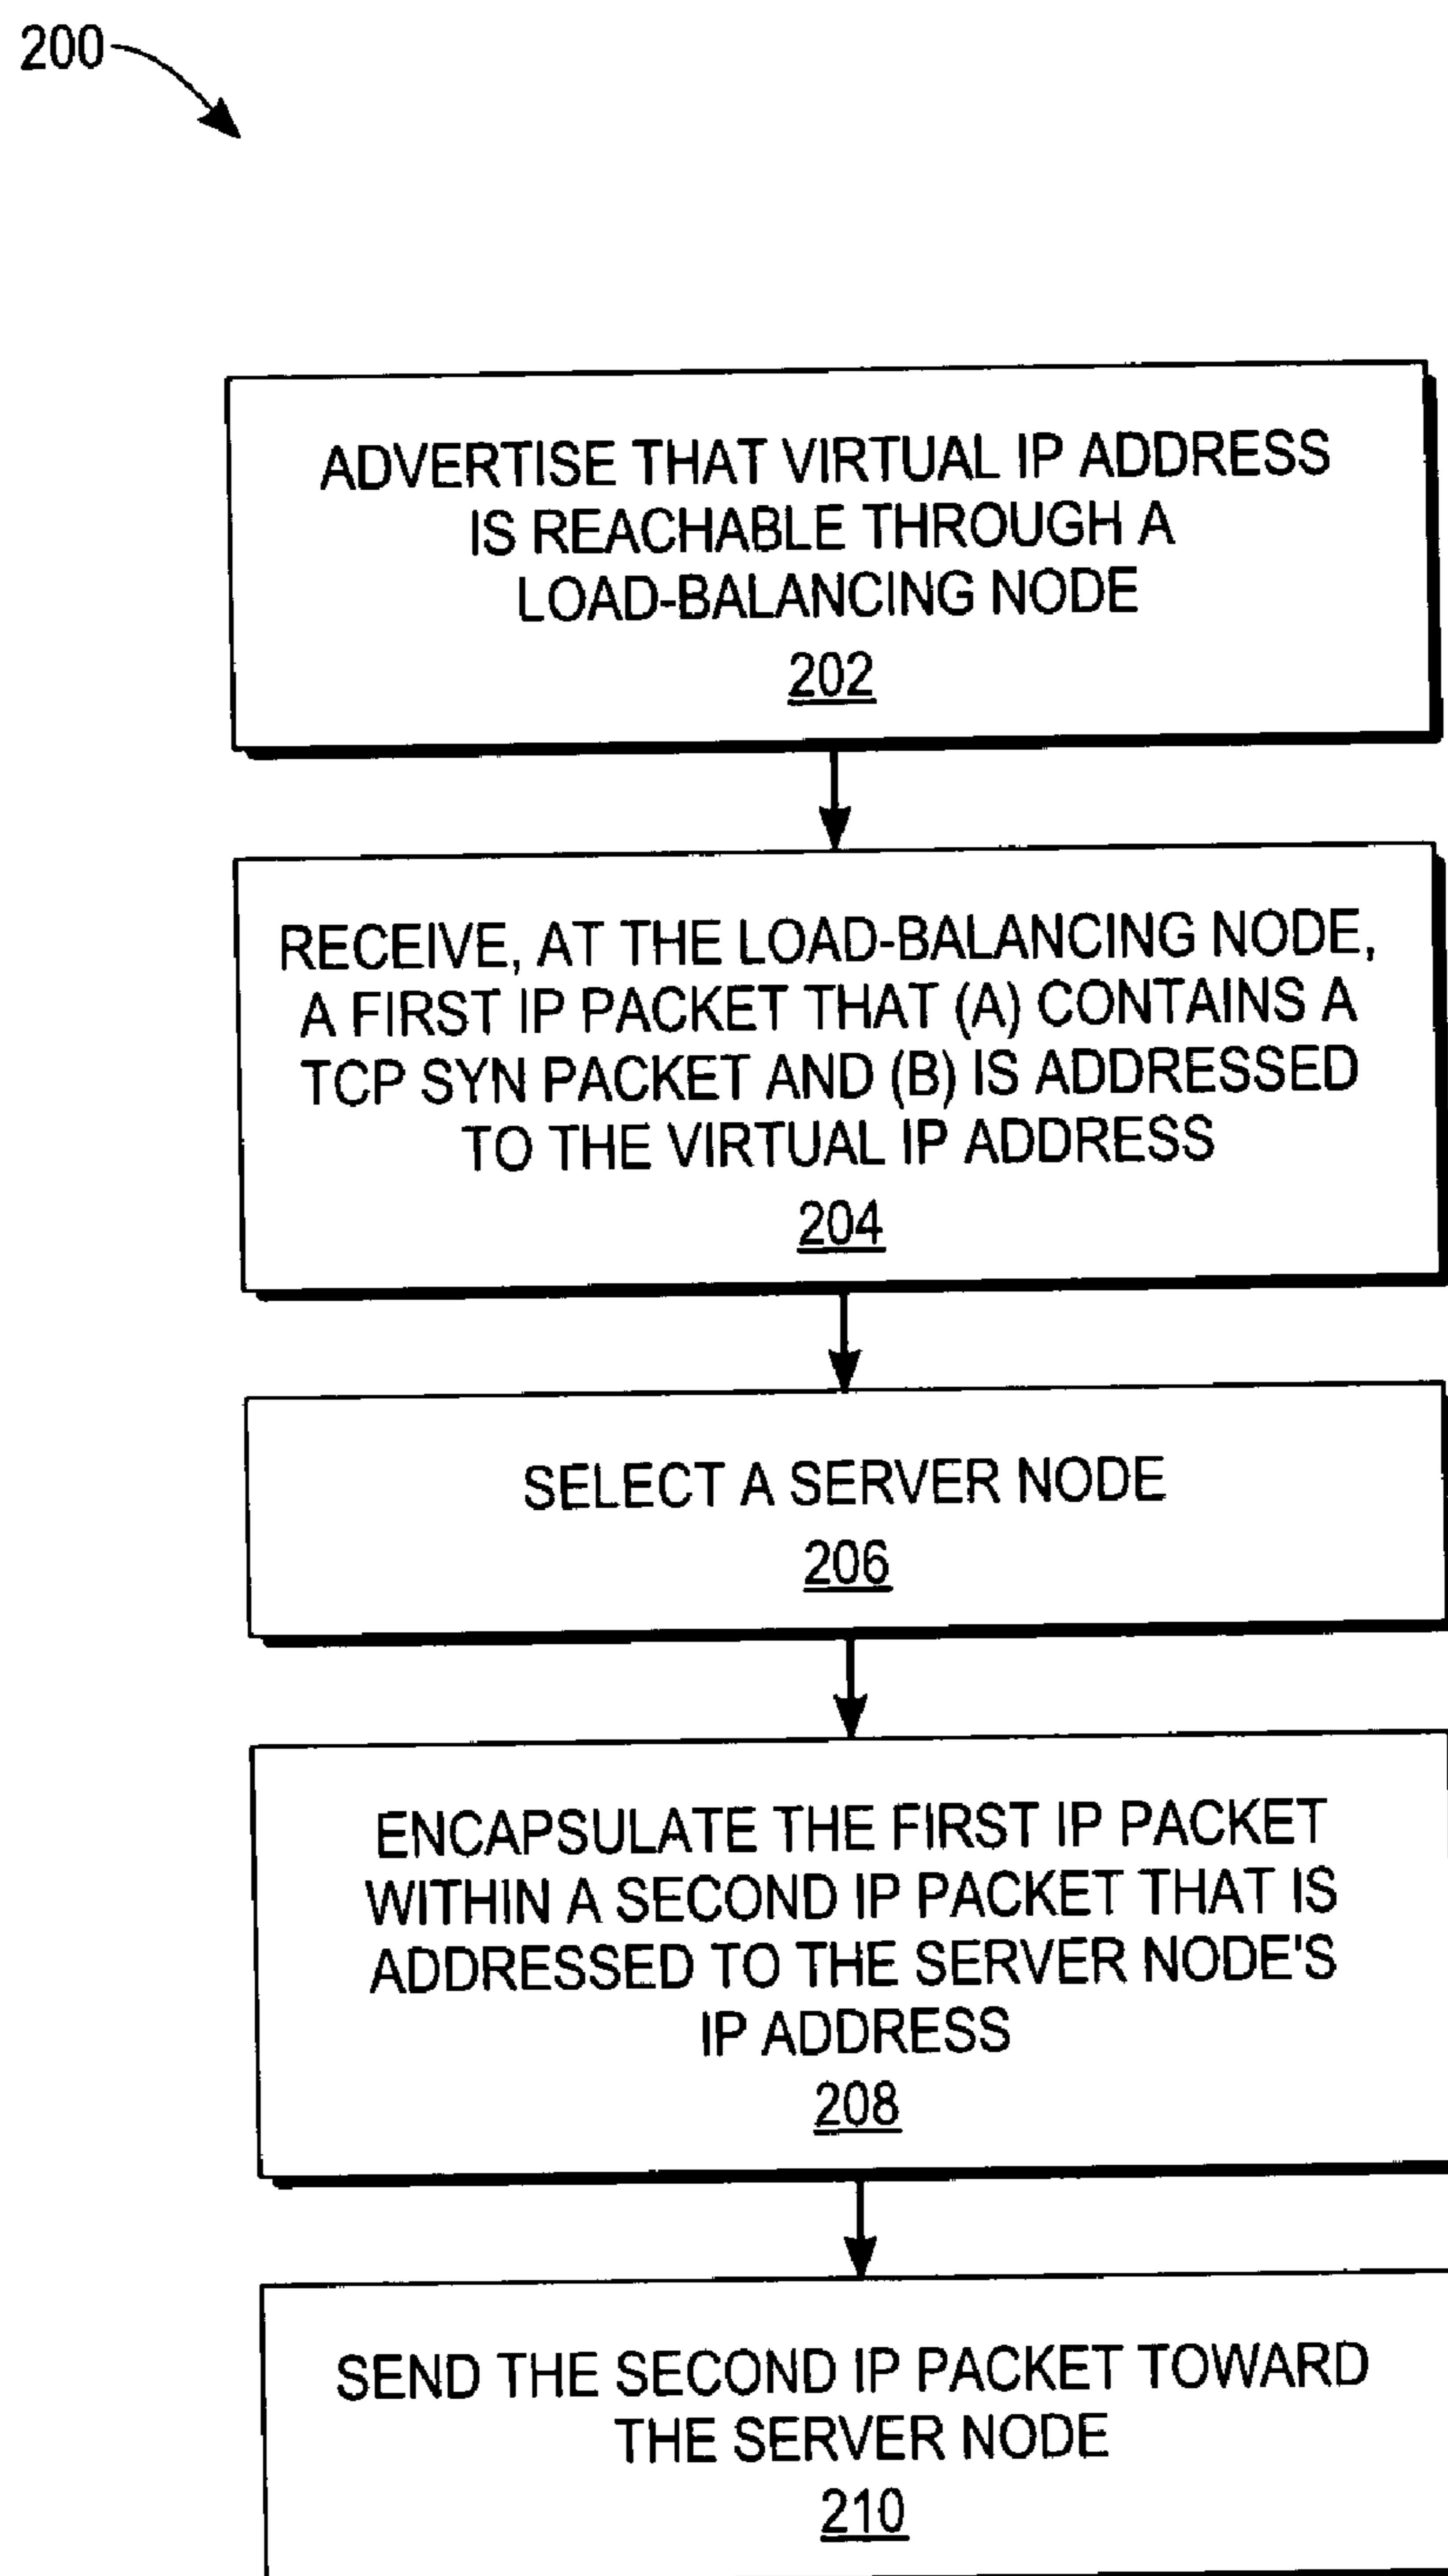 200
ADVERTISE THAT VIRTUAL IP ADDRESS
IS REACHABLE THROUGH A
LOAD-BALANCING NODE
202
RECEIVE, AT THE LOAD-BALANCING NODE,
A FIRST IP PACKET THAT (A) CONTAINS A
TCP SYN PACKET AND (B) IS ADDRESSED
TO THE VIRTUAL IP ADDRESS
204
SELECT A SERVER NODE
206
ENCAPSULATE THE FIRST IP PACKET
WITHIN A SECOND IP PACKET THAT IS
ADDRESSED TO THE SERVER NODE'S
IP ADDRESS
208
SEND THE SECOND IP PACKET TOWARD
THE SERVER NODE
210